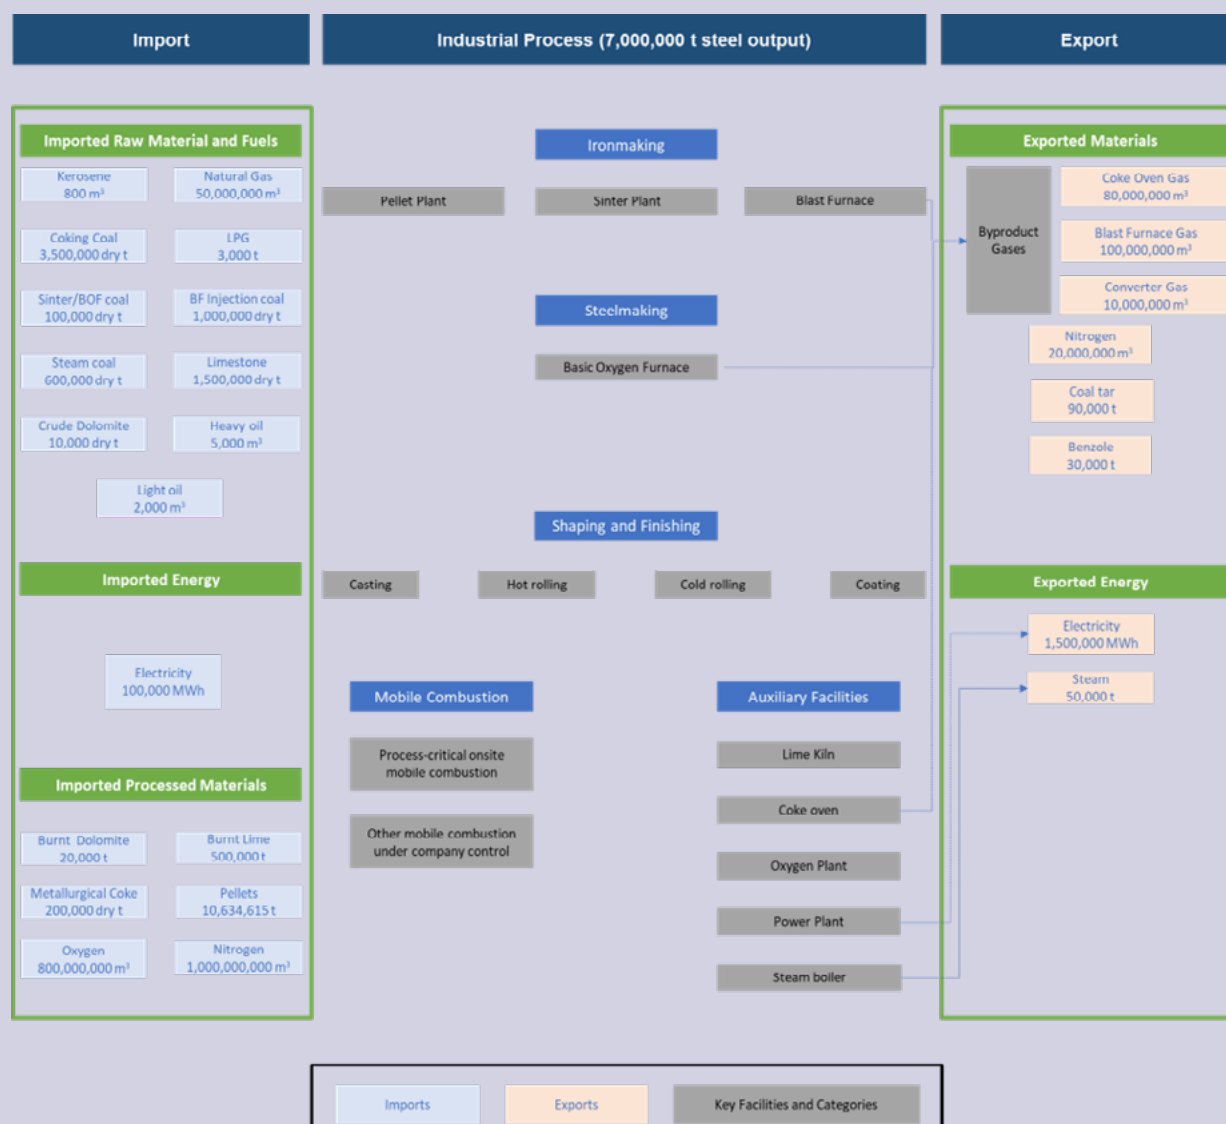 Import
Industrial Process (7,000,000 t steel output)
Export
Imported Raw Material and Fuels
Kerosene
800 m³
Natural Gas
50,000,000 m³
Coking Coal
3,500,000 dry t
LPG
3,000 t
Sinter/BOF coal
100,000 dry t
BF Injection coal
1,000,000 dry t
Steam coal
600,000 dry t
Limestone
1,500,000 dry t
Crude Dolomite
10,000 dry t
Heavy oil
5,000 m³
Light oil
2,000 m³
Imported Energy
Electricity
100,000 MWh
Imported Processed Materials
Burnt Dolomite
20,000 t
Burnt Lime
500,000 t
Metallurgical Coke
200,000 dry t
Pellets
10,634,615 t
Oxygen
800,000,000 m³
Nitrogen
1,000,000,000 m³
Ironmaking
Pellet Plant
Sinter Plant
Blast Furnace
Steelmaking
Basic Oxygen Furnace
Shaping and Finishing
Casting
Hot rolling
Cold rolling
Coating
Mobile Combustion
Process-critical onsite
mobile combustion
Other mobile combustion
under company control
Auxiliary Facilities
Lime Kiln
Coke oven
Oxygen Plant
Power Plant
Steam boiler
Exported Materials
Byproduct
Gases
Coke Oven Gas
80,000,000 m³
Blast Furnace Gas
100,000,000 m³
Converter Gas
10,000,000 m³
Nitrogen
20,000,000 m³
Coal tar
90,000 t
Benzole
30,000 t
Exported Energy
Electricity
1,500,000 MWh
Steam
50,000 t
Imports
Exports
Key Facilities and Categories